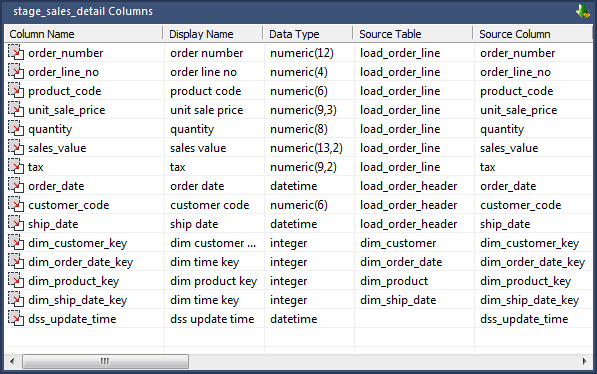 stage_sales_detail Columns
Column Name Display Name Data Type Source Table Source Column
order_number order number numeric(12) load_order_line order_number
order_line_no order line no numeric(4) load_order_line order_line_no
product_code product code numeric(6) load_order_line product_code
unit_sale_price unit sale price numeric(9,3) load_order_line unit_sale_price
quantity quantity numeric(8) load_order_line quantity
sales_value sales value numeric(13,2) load_order_line sales_value
tax tax numeric(9,2) load_order_line tax
order_date order date datetime load_order_header order_date
customer_code customer code numeric(6) load_order_header customer_code
ship_date ship date datetime load_order_header ship_date
dim_customer_key dim customer ... integer dim_customer dim_customer_key
dim_order_date_key dim time key integer dim_order_date dim_order_date_key
dim_product_key dim product key integer dim_product dim_product_key
dim_ship_date_key dim time key integer dim_ship_date dim_ship_date_key
dss_update_time dss update time datetime dss_update_time